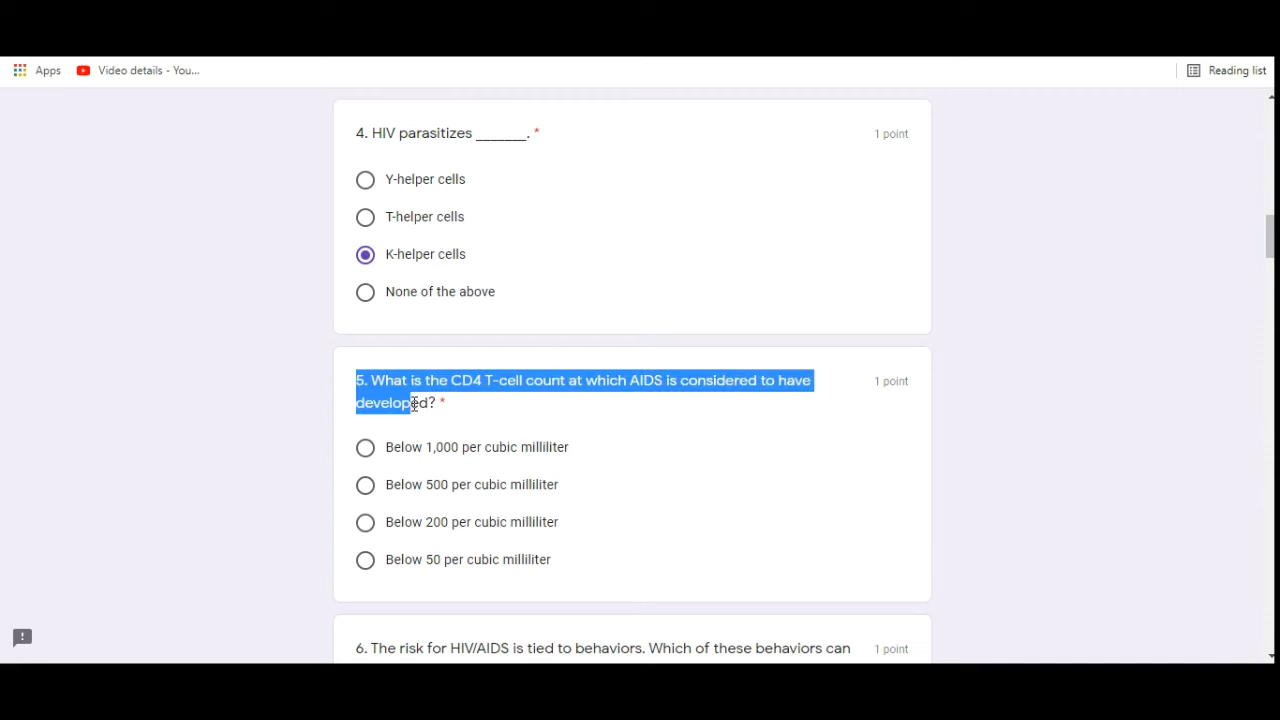 Apps Video details - You... Reading list
4. HIV parasitizes _______. * 1 point
Y-helper cells
T-helper cells
K-helper cells
None of the above
5. What is the CD4 T-cell count at which AIDS is considered to have 1 point
developed? *
Below 1,000 per cubic milliliter
Below 500 per cubic milliliter
Below 200 per cubic milliliter
Below 50 per cubic milliliter
6. The risk for HIV/AIDS is tied to behaviors. Which of these behaviors can 1 point